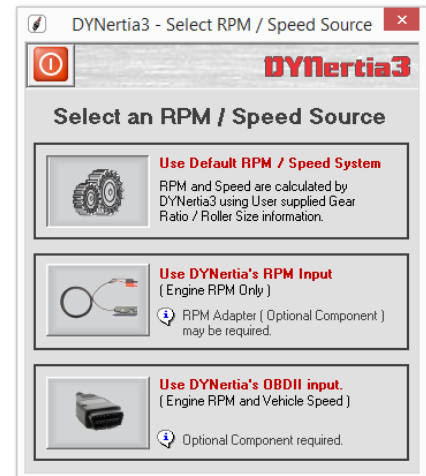 DYNertia3 - Select RPM / Speed Source
DYNertia3
Select an RPM / Speed Source
Use Default RPM / Speed System
RPM and Speed are calculated by
DYNertia3 using User supplied Gear
Ratio / Roller Size information.
Use DYNertia's RPM Input
( Engine RPM Only )
RPM Adapter ( Optional Component )
may be required.
Use DYNertia's OBDII input.
( Engine RPM and Vehicle Speed )
Optional Component required.